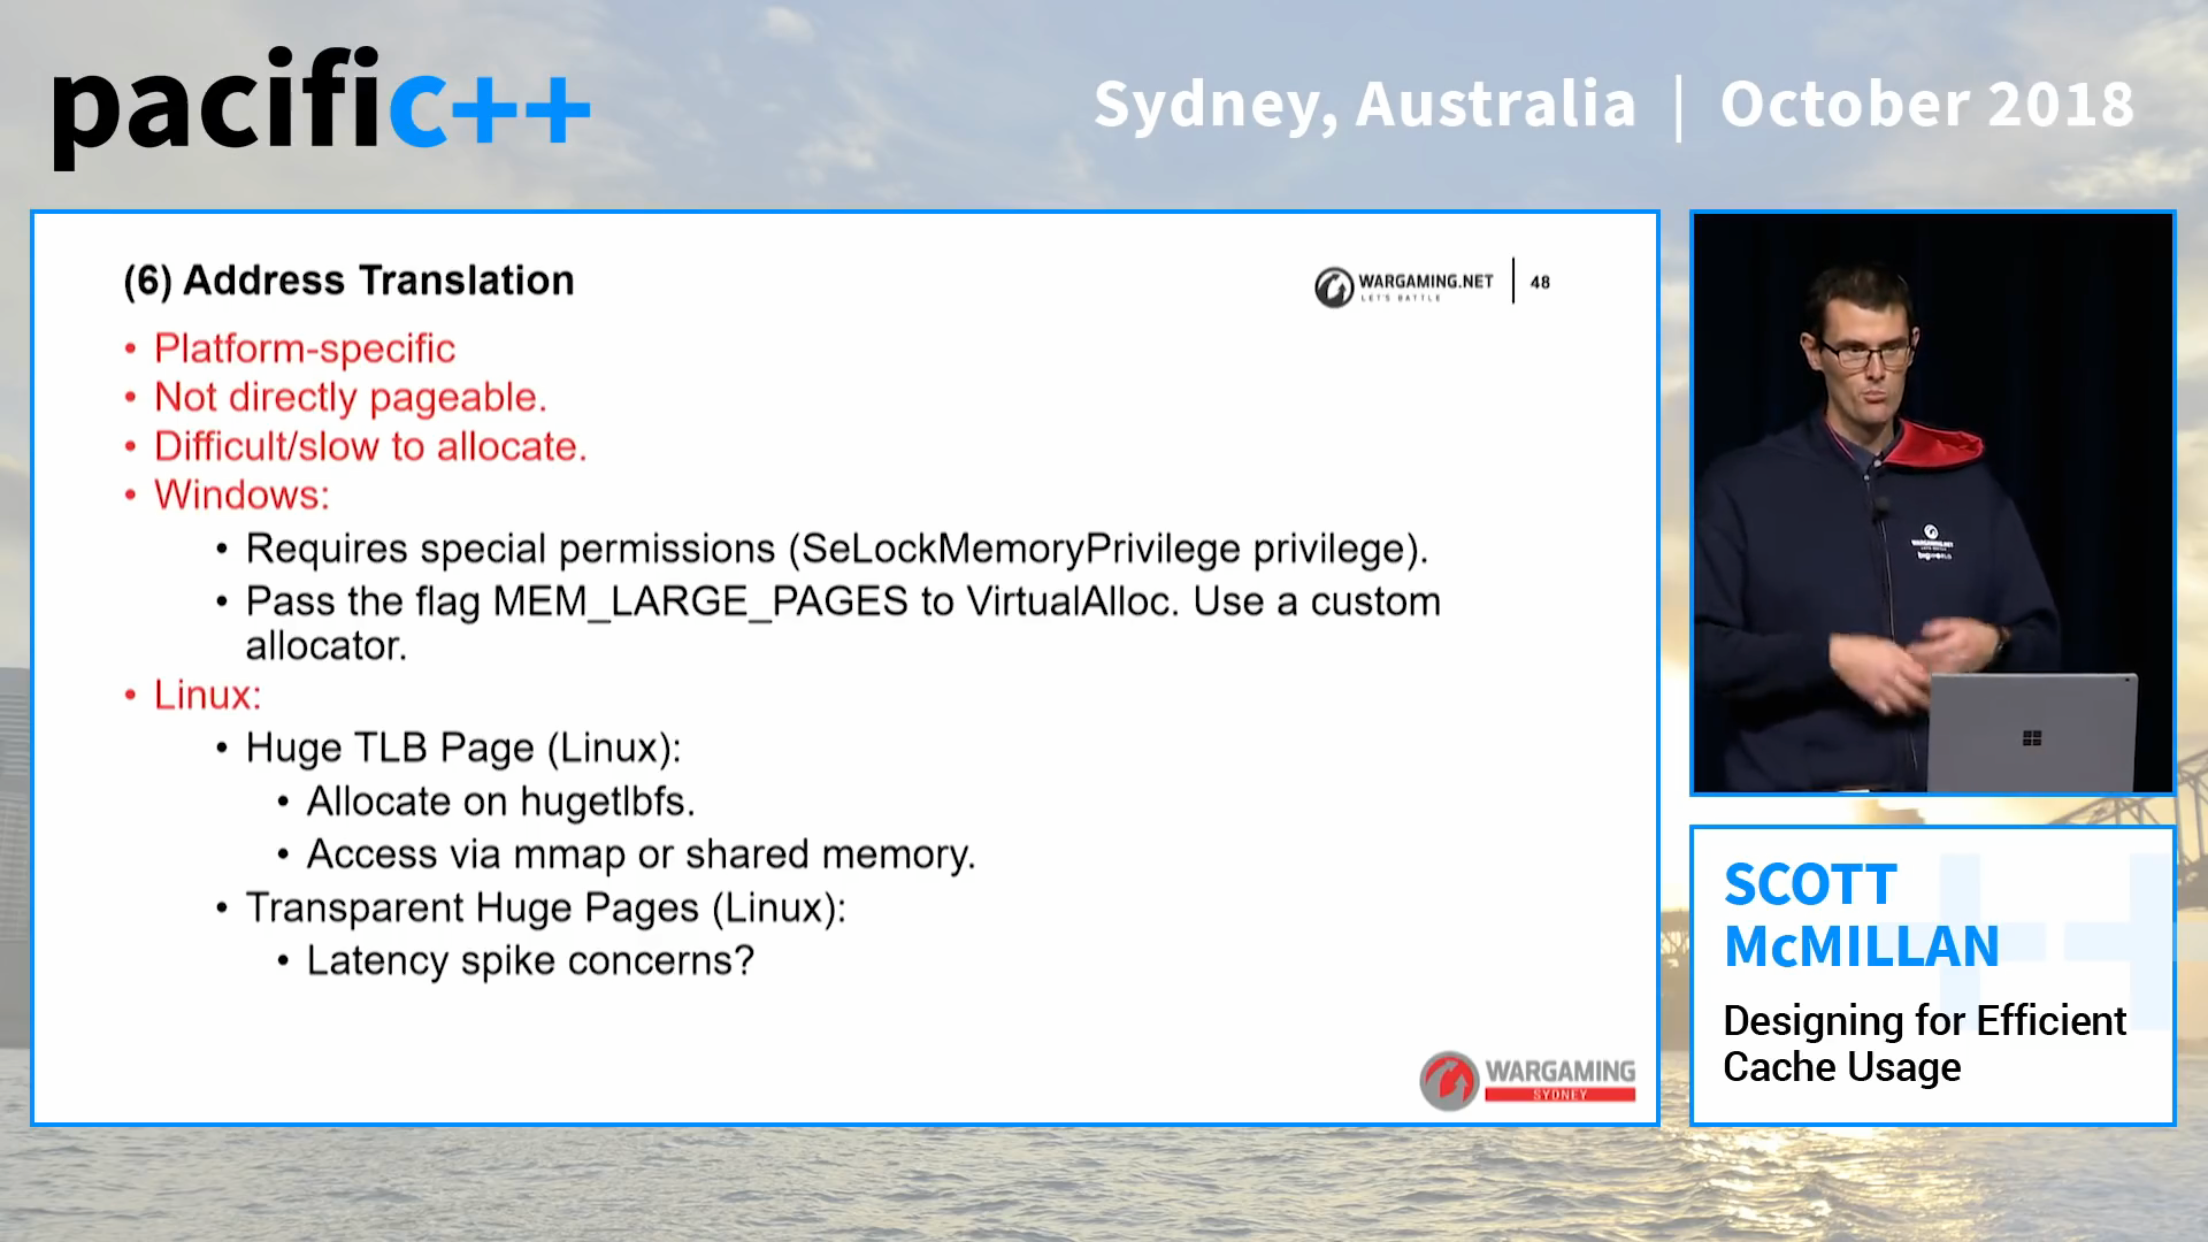 pacific++
Sydney, Australia | October 2018
(6) Address Translation
WARGAMING.NET
LET'S BATTLE
48
• Platform-specific
• Not directly pageable.
• Difficult/slow to allocate.
• Windows:
• Requires special permissions (SeLockMemoryPrivilege privilege).
• Pass the flag MEM_LARGE_PAGES to VirtualAlloc. Use a custom
allocator.
• Linux:
• Huge TLB Page (Linux):
• Allocate on hugetlbfs.
• Access via mmap or shared memory.
• Transparent Huge Pages (Linux):
• Latency spike concerns?
WARGAMING
SYDNEY
WARGAMING.NET
SCOTT
McMILLAN
Designing for Efficient
Cache Usage